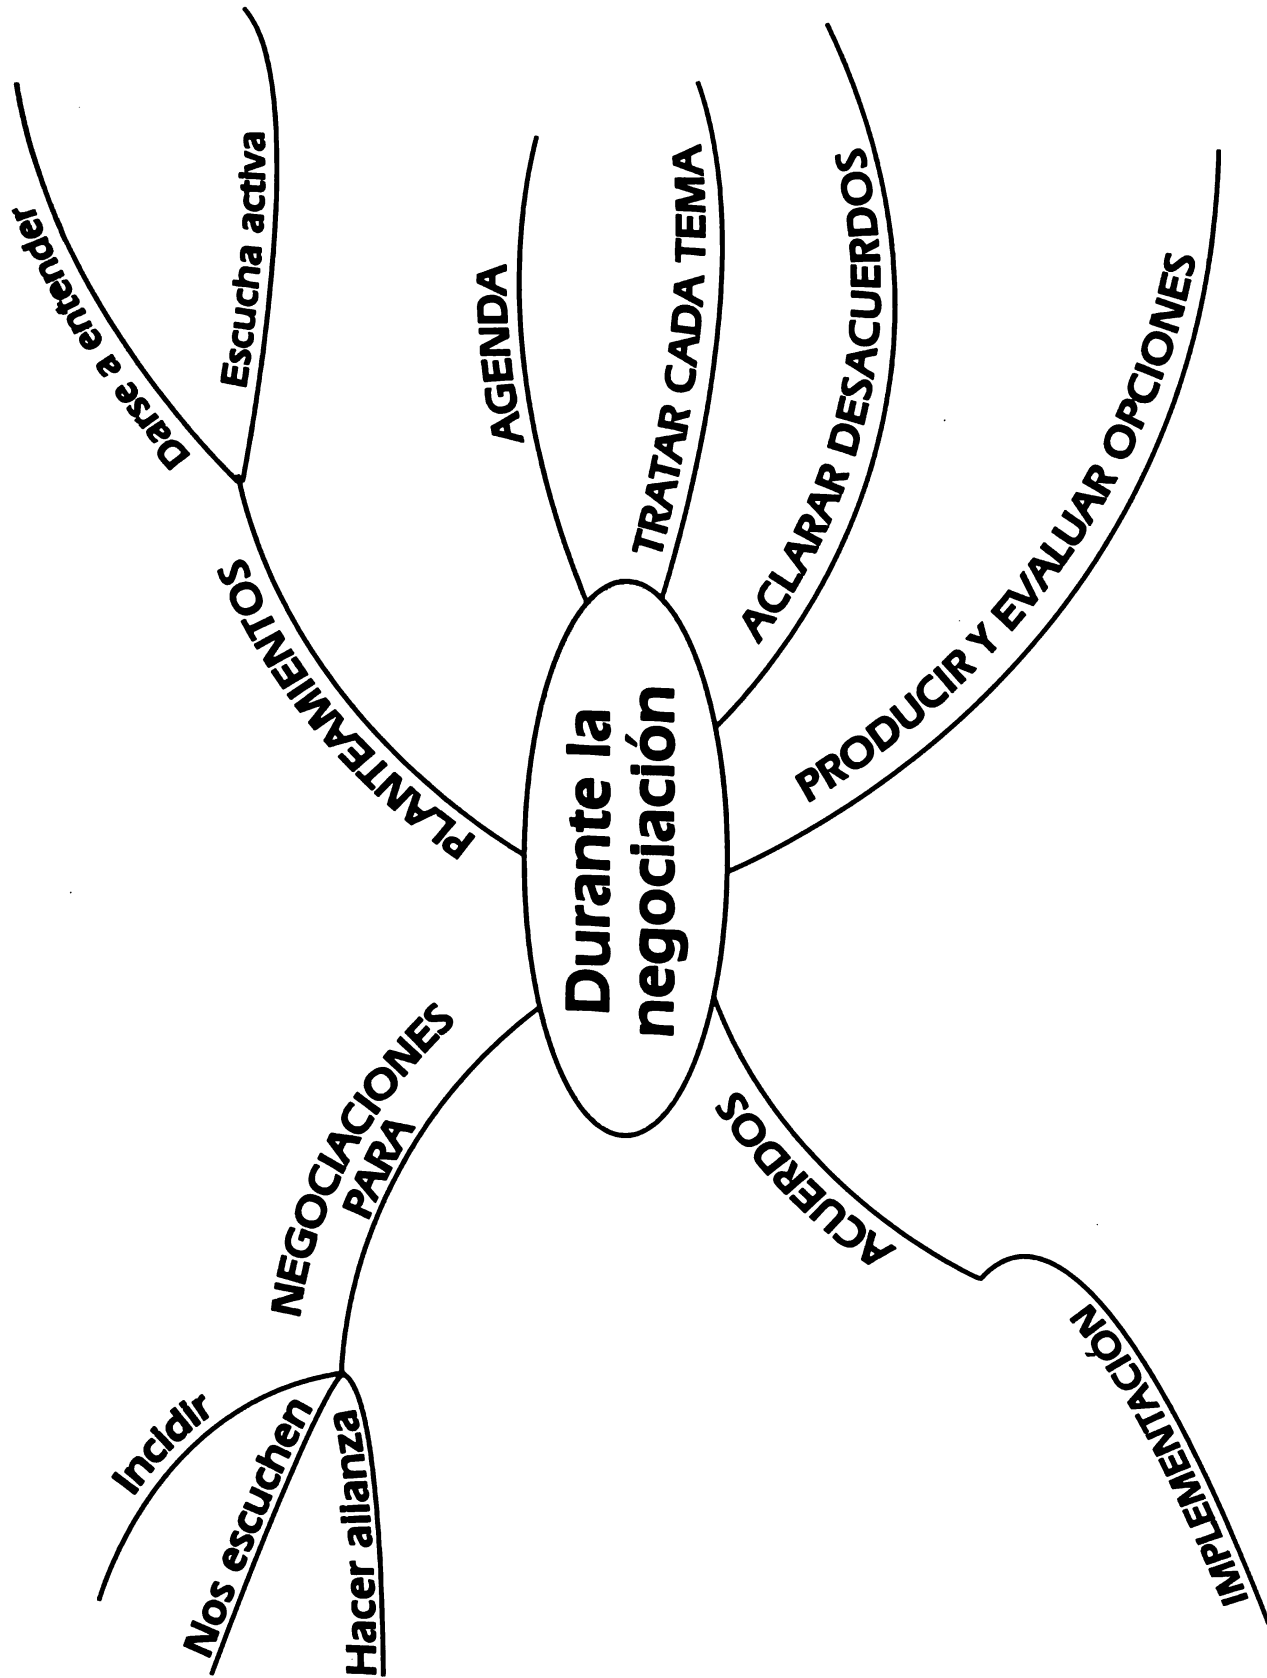 Durante la
negociación
NEGOCIACIONES
PARA
Incidir
Nos escuchen
Hacer alianza
PLANTEAMIENTOS
Darse a entender
Escucha activa
AGENDA
TRATAR CADA TEMA
ACLARAR DESACUERDOS
PRODUCIR Y EVALUAR OPCIONES
ACUERDOS
IMPLEMENTACIÓN